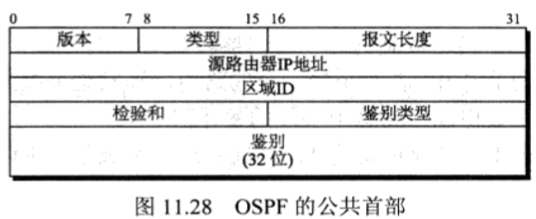 0 7 8 15 16 31
版本 类型 报文长度
源路由器IP地址
区域ID
检验和 鉴别类型
鉴别
(32 位)
图 11.28 OSPF 的公共首部